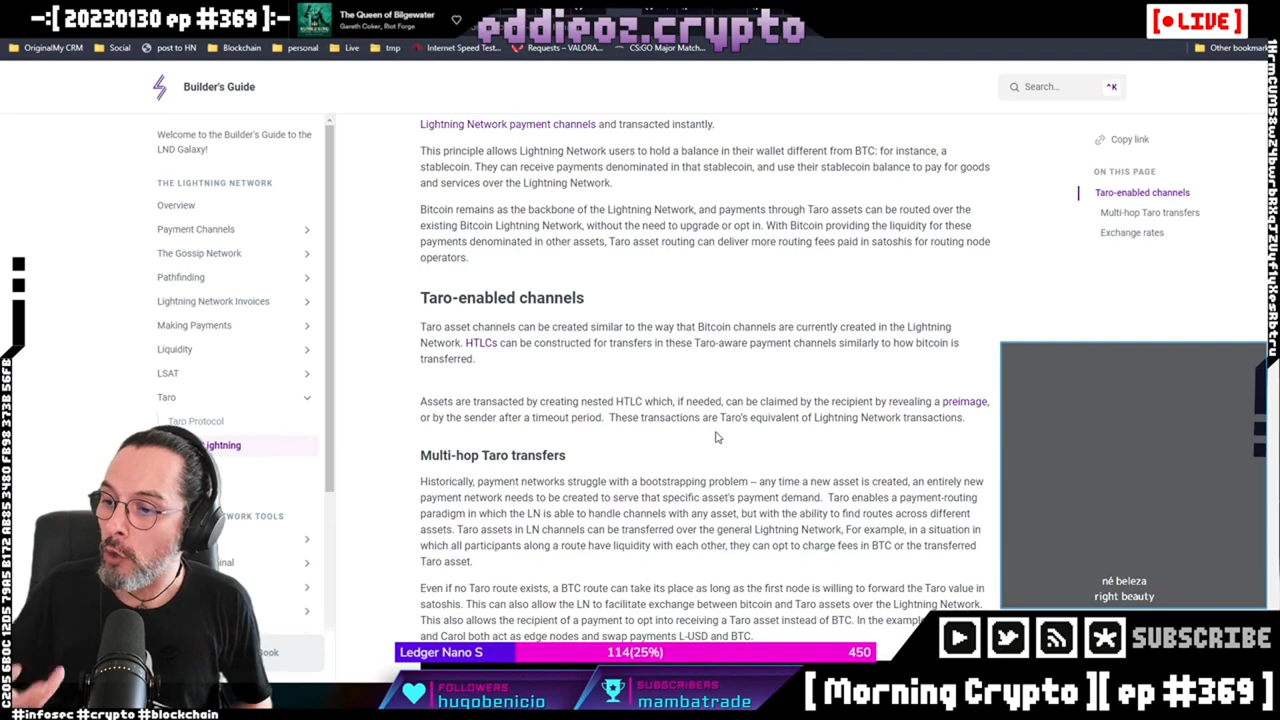 -:[ 20230130 ep #369 ]:-
The Queen of Bilgewater
Gareth Coker, Riot Forge
eddieoz.crypto
[ LIVE ]
OriginalMy CRM
Social
post to HN
Blockchain
personal
Live
tmp
Internet Speed Test...
Requests – VALORA...
CS:GO Major Match...
Other bookmar
Builder's Guide
Search...
^K
Welcome to the Builder's Guide to the
LND Galaxy!
THE LIGHTNING NETWORK
Overview
Payment Channels
The Gossip Network
Pathfinding
Lightning Network Invoices
Making Payments
Liquidity
LSAT
Taro
Taro Protocol
Lightning
WORK TOOLS
Lightning Network payment channels and transacted instantly.
This principle allows Lightning Network users to hold a balance in their wallet different from BTC: for instance, a
stablecoin. They can receive payments denominated in that stablecoin, and use their stablecoin balance to pay for goods
and services over the Lightning Network.
Bitcoin remains as the backbone of the Lightning Network, and payments through Taro assets can be routed over the
existing Bitcoin Lightning Network, without the need to upgrade or opt in. With Bitcoin providing the liquidity for these
payments denominated in other assets, Taro asset routing can deliver more routing fees paid in satoshis for routing node
operators.
Taro-enabled channels
Taro asset channels can be created similar to the way that Bitcoin channels are currently created in the Lightning
Network. HTLCs can be constructed for transfers in these Taro-aware payment channels similarly to how bitcoin is
transferred.
Assets are transacted by creating nested HTLC which, if needed, can be claimed by the recipient by revealing a preimage,
or by the sender after a timeout period. These transactions are Taro's equivalent of Lightning Network transactions.
Multi-hop Taro transfers
Historically, payment networks struggle with a bootstrapping problem – any time a new asset is created, an entirely new
payment network needs to be created to serve that specific asset's payment demand. Taro enables a payment-routing
paradigm in which the LN is able to handle channels with any asset, but with the ability to find routes across different
assets. Taro assets in LN channels can be transferred over the general Lightning Network, For example, in a situation in
which all participants along a route have liquidity with each other, they can opt to charge fees in BTC or the transferred
Taro asset.
Even if no Taro route exists, a BTC route can take its place as long as the first node is willing to forward the Taro value in
satoshis. This can also allow the LN to facilitate exchange between bitcoin and Taro assets over the Lightning Network.
This also allows the recipient of a payment to opt into receiving a Taro asset instead of BTC. In the example
and Carol both act as edge nodes and swap payments L-USD and BTC.
Copy link
ON THIS PAGE
Taro-enabled channels
Multi-hop Taro transfers
Exchange rates
né beleza
right beauty
SUBSCRIBE
Ledger Nano S
114(25%)
450
FOLLOWERS
hugobenicio
SUBSCRIBERS
mambatrade
[ Morning Crypto ][ ep #369 ]
#infosec #crypto #blockchain